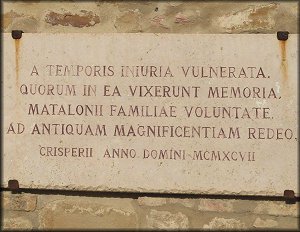 A TEMPORIS INIURIA VULNERATA,
QUORUM IN EA VIXERUNT MEMORIA,
MATALONII FAMILIAE VOLUNTATE,
AD ANTIQUAM MAGNIFICENTIAM REDEO.
CRISPERII ANNO DOMINI MCMXCVII